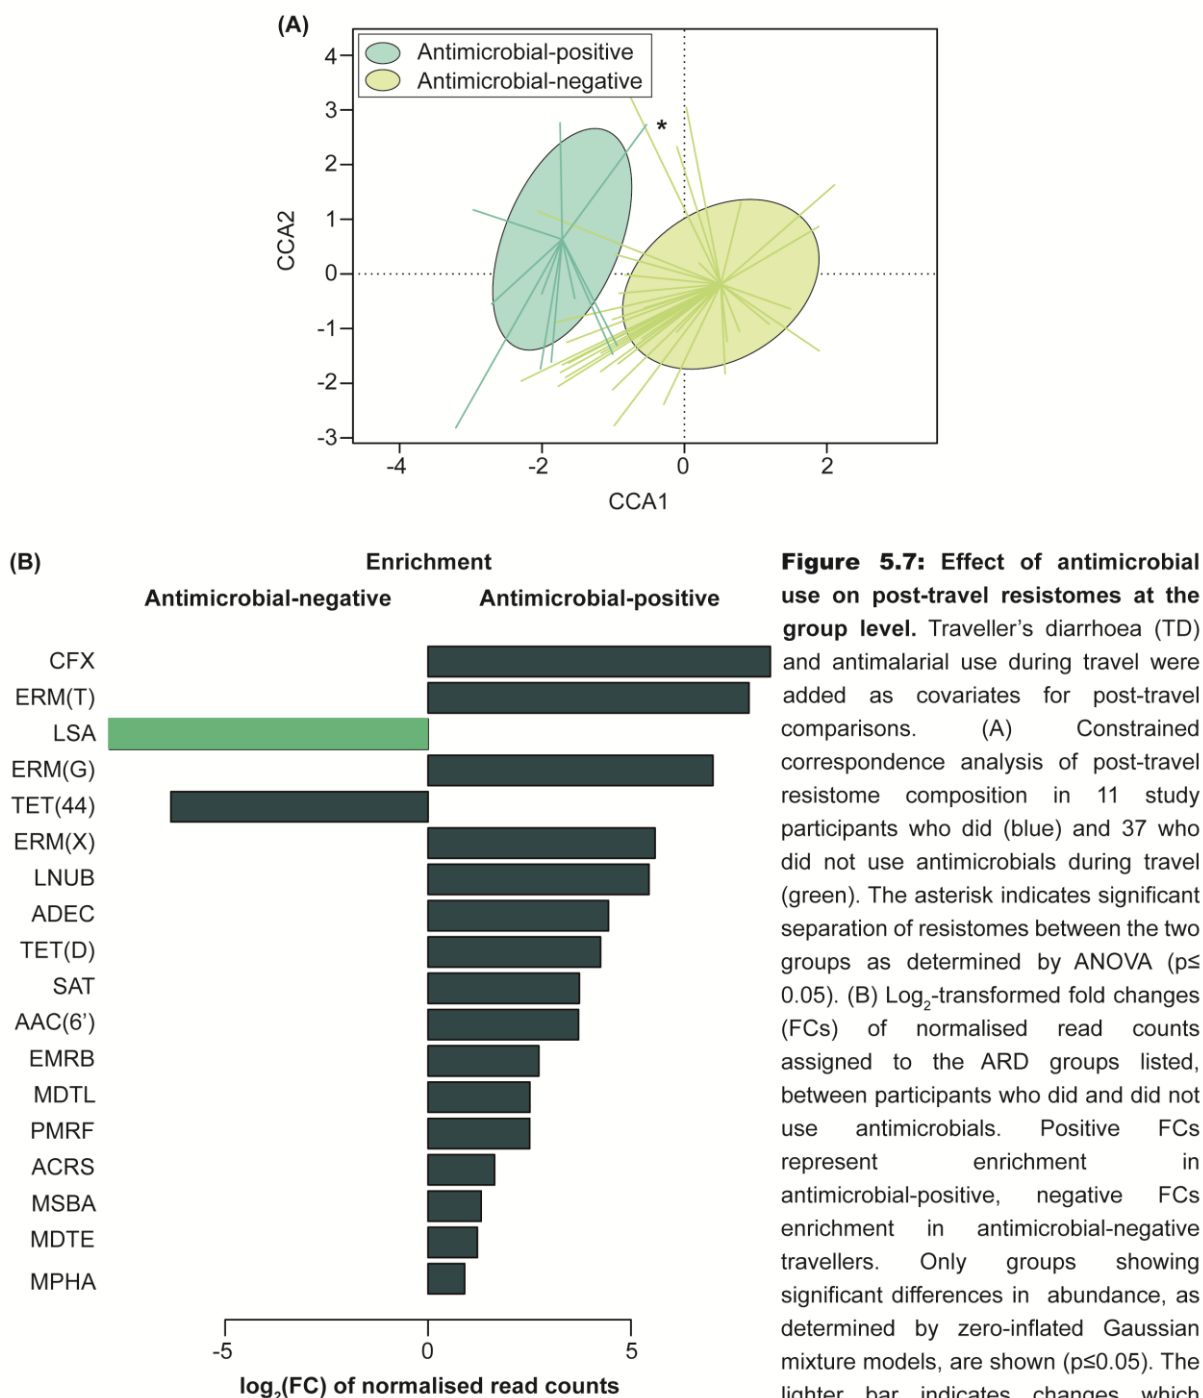 (A)
Antimicrobial-positive
Antimicrobial-negative
*
4
3
2
1
0
-1
-2
-3
CCA2
-4
-2
0
2
CCA1
(B)
Enrichment
Antimicrobial-negative
Antimicrobial-positive
CFX
ERM(T)
LSA
ERM(G)
TET(44)
ERM(X)
LNUB
ADEC
TET(D)
SAT
AAC(6’)
EMRB
MDTL
PMRF
ACRS
MSBA
MDTE
MPHA
-5
0
5
log₂(FC) of normalised read counts
Figure 5.7: Effect of antimicrobial
use on post-travel resistomes at the
group level. Traveller’s diarrhoea (TD)
and antimalarial use during travel were
added as covariates for post-travel
comparisons. (A) Constrained
correspondence analysis of post-travel
resistome composition in 11 study
participants who did (blue) and 37 who
did not use antimicrobials during travel
(green). The asterisk indicates significant
separation of resistomes between the two
groups as determined by ANOVA (p≤
0.05). (B) Log₂-transformed fold changes
(FCs) of normalised read counts
assigned to the ARD groups listed,
between participants who did and did not
use antimicrobials. Positive FCs
represent enrichment in
antimicrobial-positive, negative FCs
enrichment in antimicrobial-negative
travellers. Only groups showing
significant differences in abundance, as
determined by zero-inflated Gaussian
mixture models, are shown (p≤0.05). The
lighter bar indicates changes which